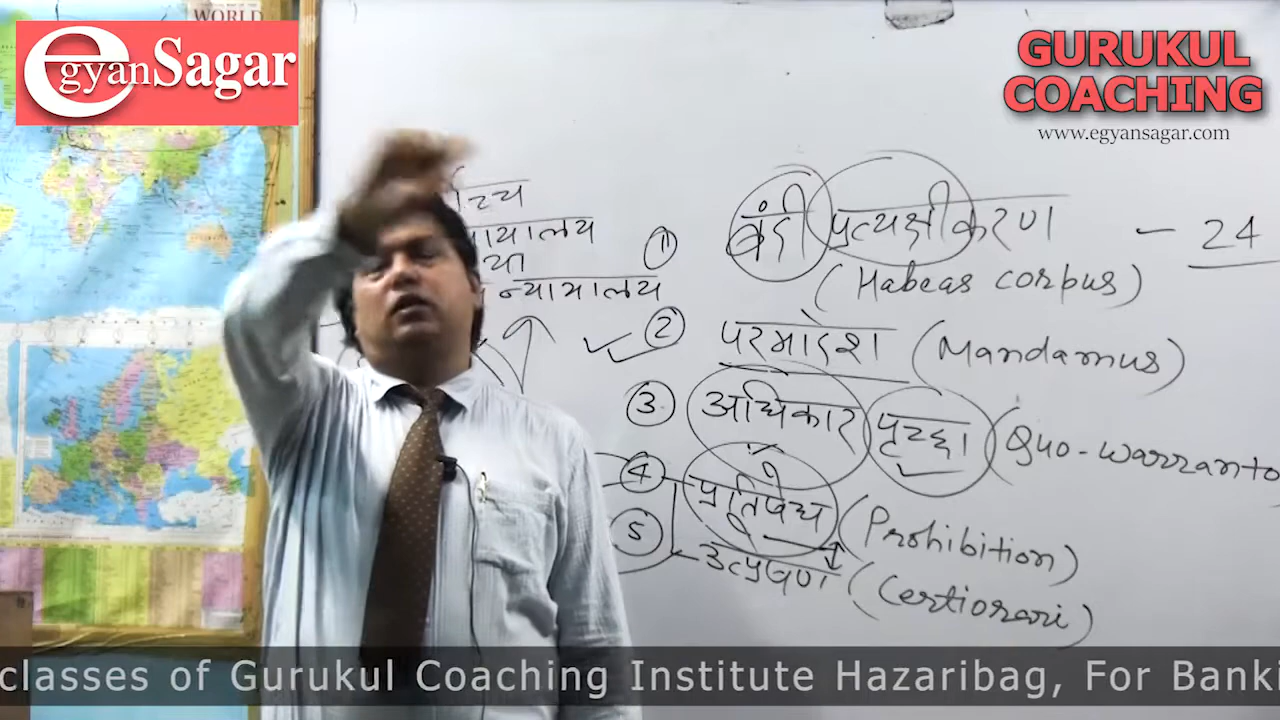 WORLD
egyanSagar
GURUKUL
COACHING
www.egyansagar.com
न्यायालय
① बंदी प्रत्यक्षीकरण - 24
(Habeas corpus)
② परमादेश (Mandamus)
③ अधिकार पृच्छा (Quo-warranto
④ प्रतिषेध (Prohibition)
⑤ उत्प्रेषण (Certiorari)
classes of Gurukul Coaching Institute Hazaribag, For Banki